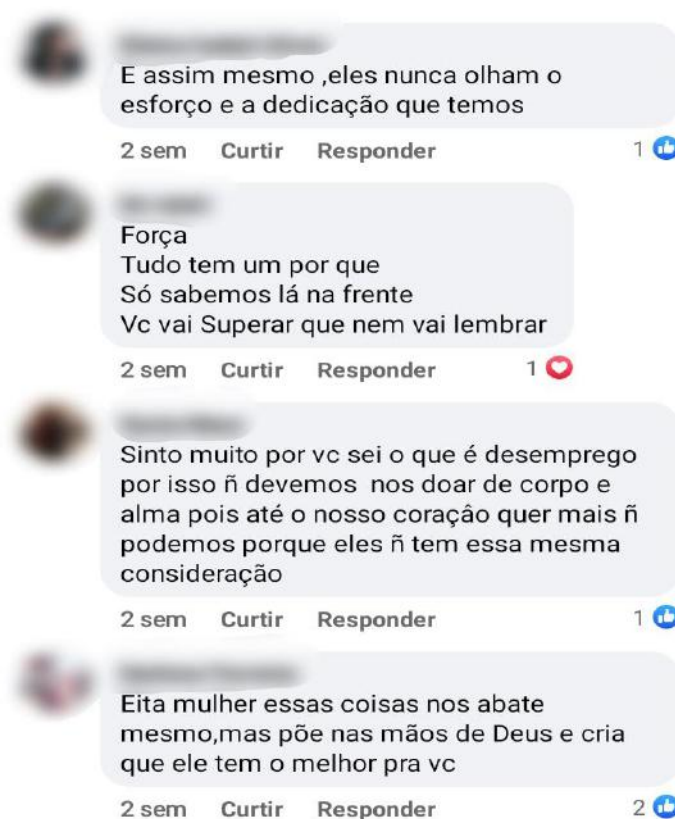 E assim mesmo ,eles nunca olham o
esforço e a dedicação que temos
2 sem Curtir Responder 1
Força
Tudo tem um por que
Só sabemos lá na frente
Vc vai Superar que nem vai lembrar
2 sem Curtir Responder 1
Sinto muito por vc sei o que é desemprego
por isso ñ devemos nos doar de corpo e
alma pois até o nosso coraçâo quer mais ñ
podemos porque eles ñ tem essa mesma
consideração
2 sem Curtir Responder 1
Eita mulher essas coisas nos abate
mesmo,mas põe nas mãos de Deus e cria
que ele tem o melhor pra vc
2 sem Curtir Responder 2